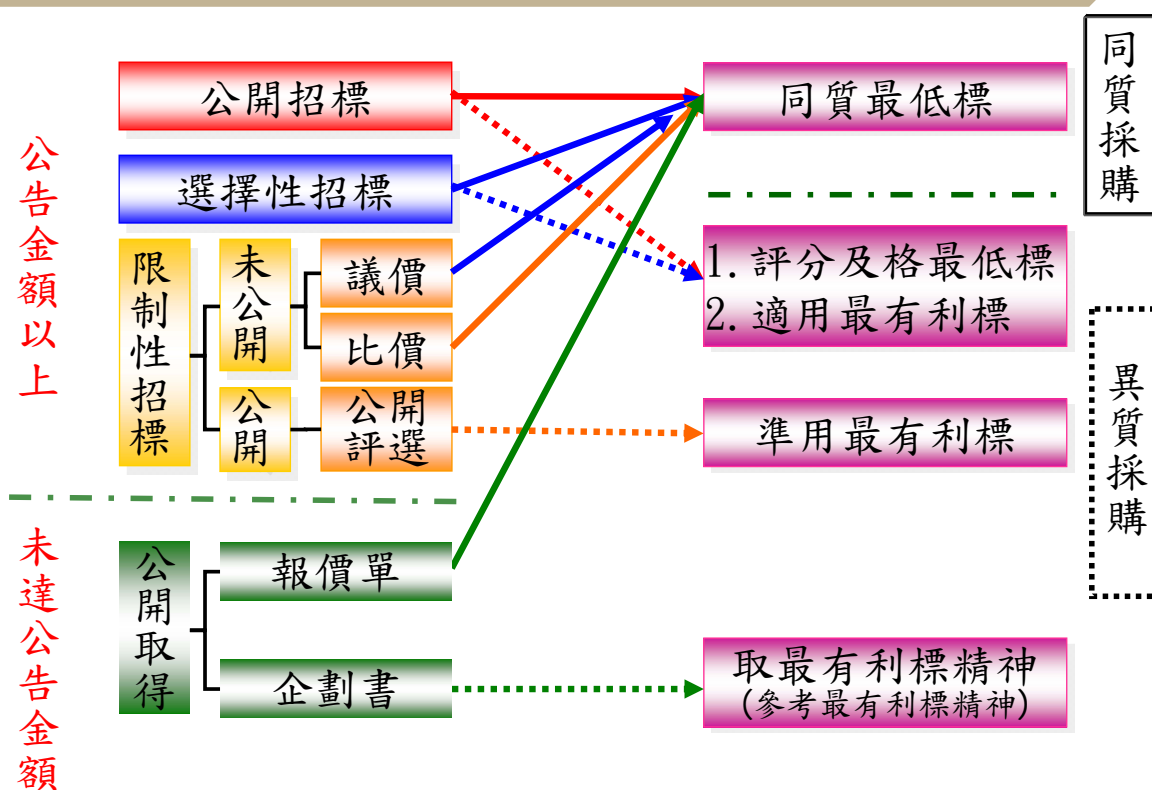 公告金額以上
公開招標
選擇性招標
限制性招標
未公開
議價
比價
公開
公開
評選
未達公告金額
公開取得
報價單
企劃書
同質最低標
1. 評分及格最低標
2. 適用最有利標
準用最有利標
取最有利標精神
(參考最有利標精神)
同質採購
異質採購